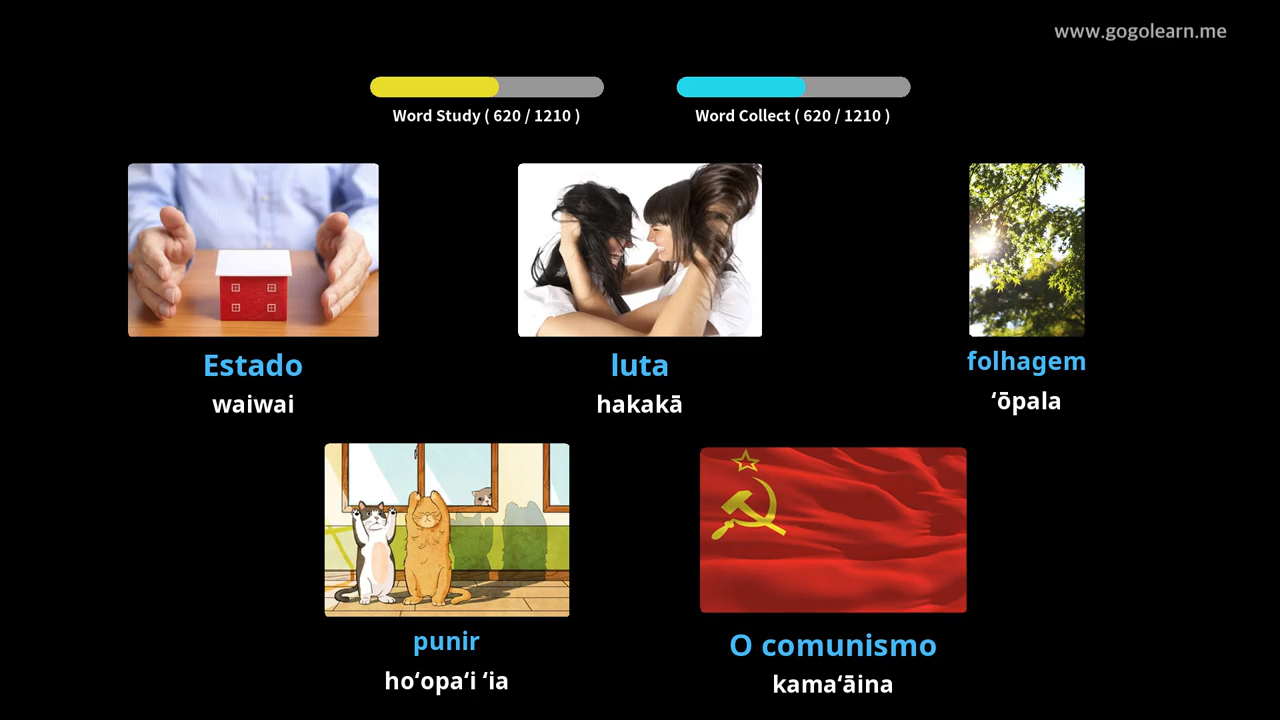 www.gogolearn.me
Word Study ( 620 / 1210 )
Word Collect ( 620 / 1210 )
Estado
waiwai
luta
hakakā
folhagem
ʻōpala
punir
hoʻopaʻi ʻia
O comunismo
kamaʻāina